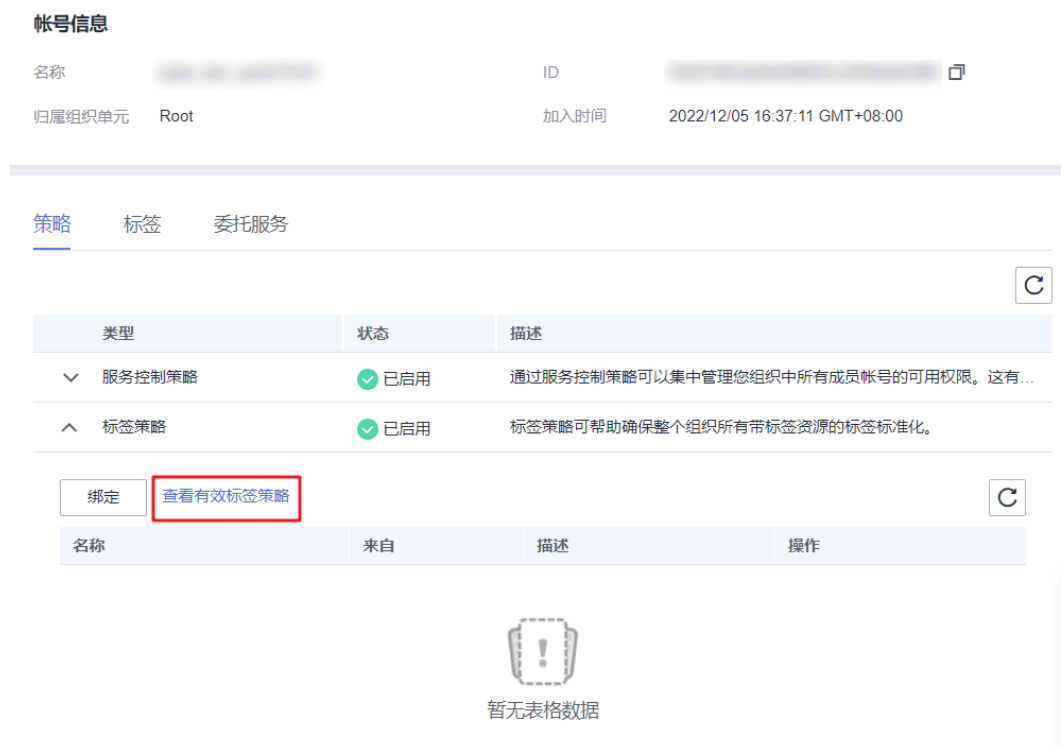 帐号信息
名称 ID
归属组织单元 Root 加入时间 2022/12/05 16:37:11 GMT+08:00
策略 标签 委托服务
类型 状态 描述
服务控制策略 已启用 通过服务控制策略可以集中管理您组织中所有成员帐号的可用权限。这有...
标签策略 已启用 标签策略可帮助确保整个组织所有带标签资源的标签标准化。
绑定 查看有效标签策略
名称 来自 描述 操作
暂无表格数据